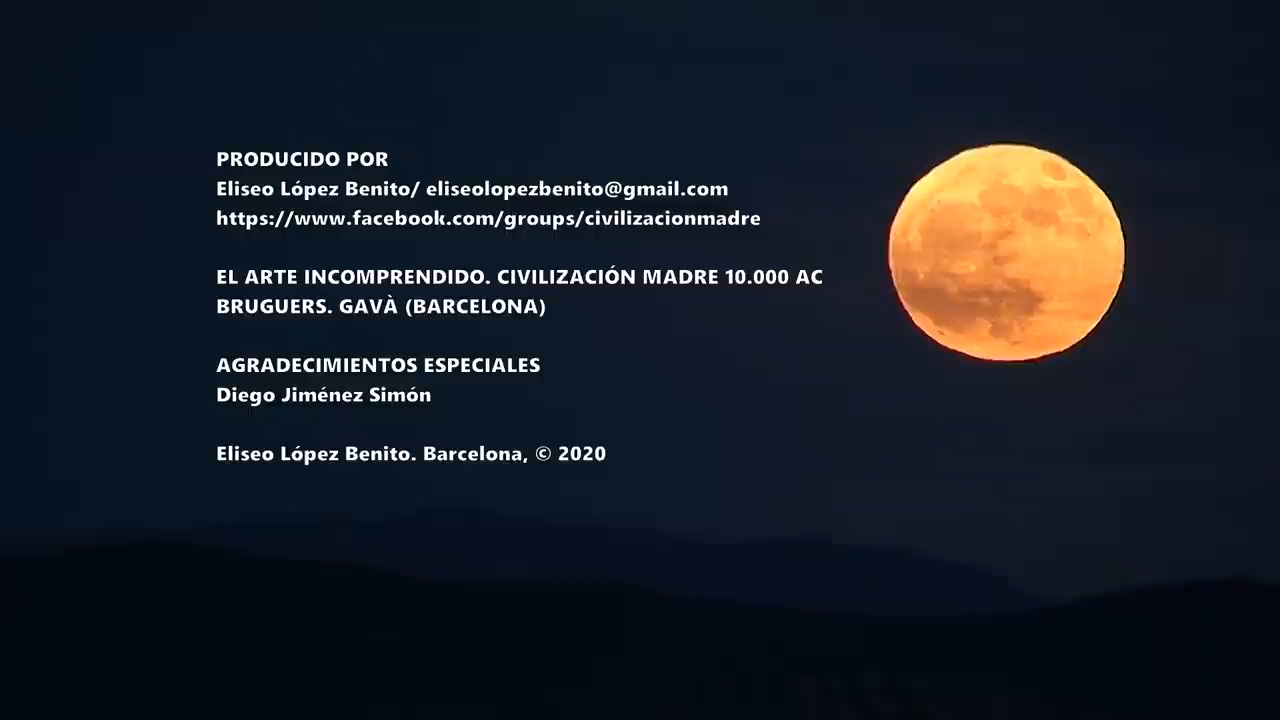 PRODUCIDO POR
Eliseo López Benito/ eliseolopezbenito@gmail.com
https://www.facebook.com/groups/civilizacionmadre
EL ARTE INCOMPRENDIDO. CIVILIZACIÓN MADRE 10.000 AC
BRUGUERS. GAVÀ (BARCELONA)
AGRADECIMIENTOS ESPECIALES
Diego Jiménez Simón
Eliseo López Benito. Barcelona, © 2020